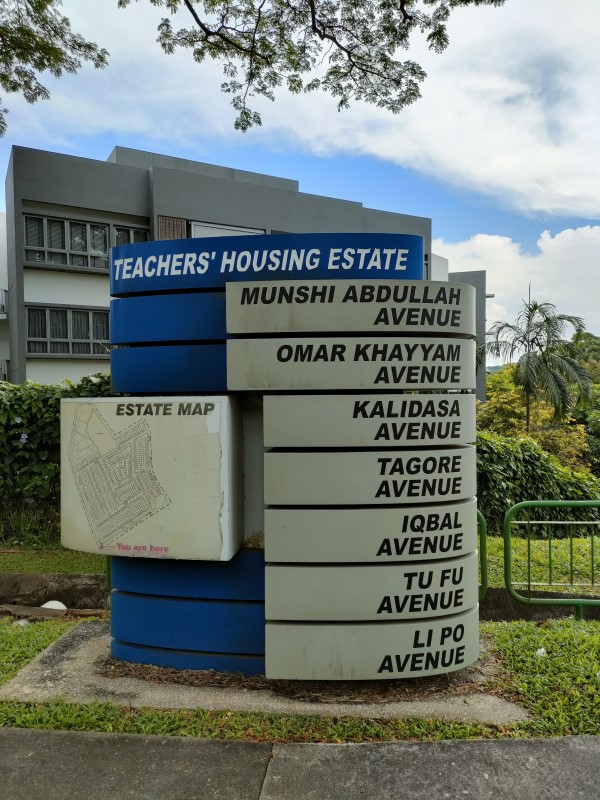 TEACHERS' HOUSING ESTATE
MUNSHI ABDULLAH
AVENUE
OMAR KHAYYAM
AVENUE
ESTATE MAP
KALIDASA
AVENUE
TAGORE
AVENUE
IQBAL
AVENUE
You are here
TU FU
AVENUE
LI PO
AVENUE